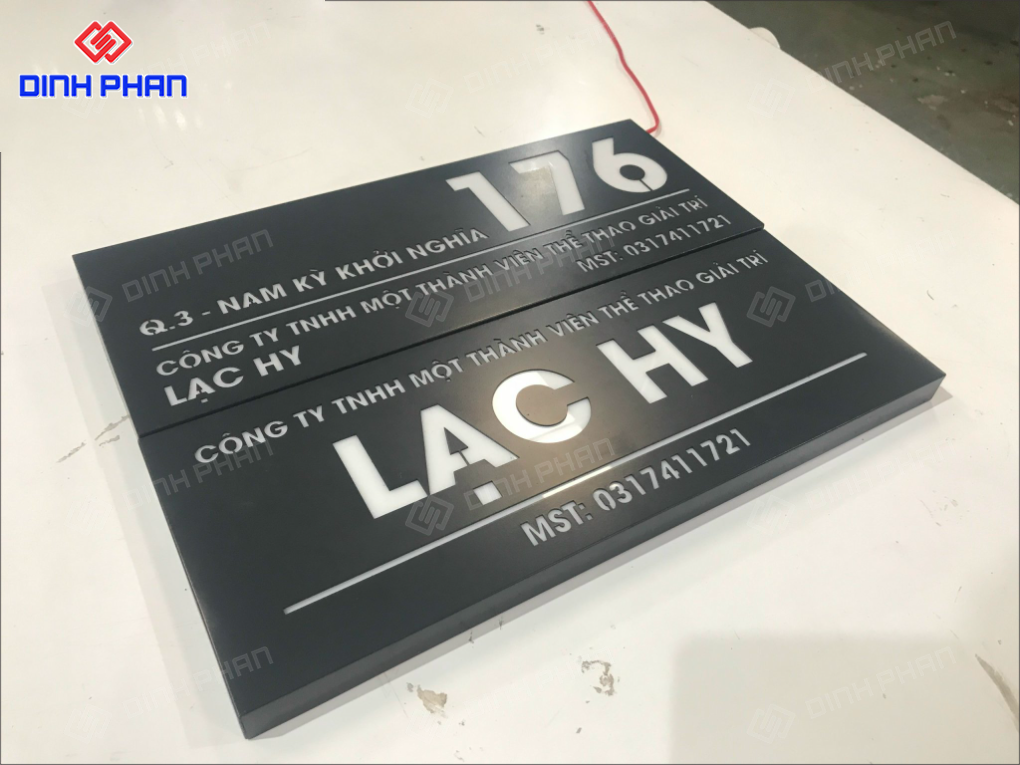 DINH PHAN
176
Q.3 - NAM KỲ KHỞI NGHĨA
CÔNG TY TNHH MỘT THÀNH VIÊN THỂ THAO GIẢI TRÍ
LẠC HY
MST: 0317411721
CÔNG TY TNHH MỘT THÀNH VIÊN THỂ THAO GIẢI TRÍ
LẠC HY
MST: 0317411721